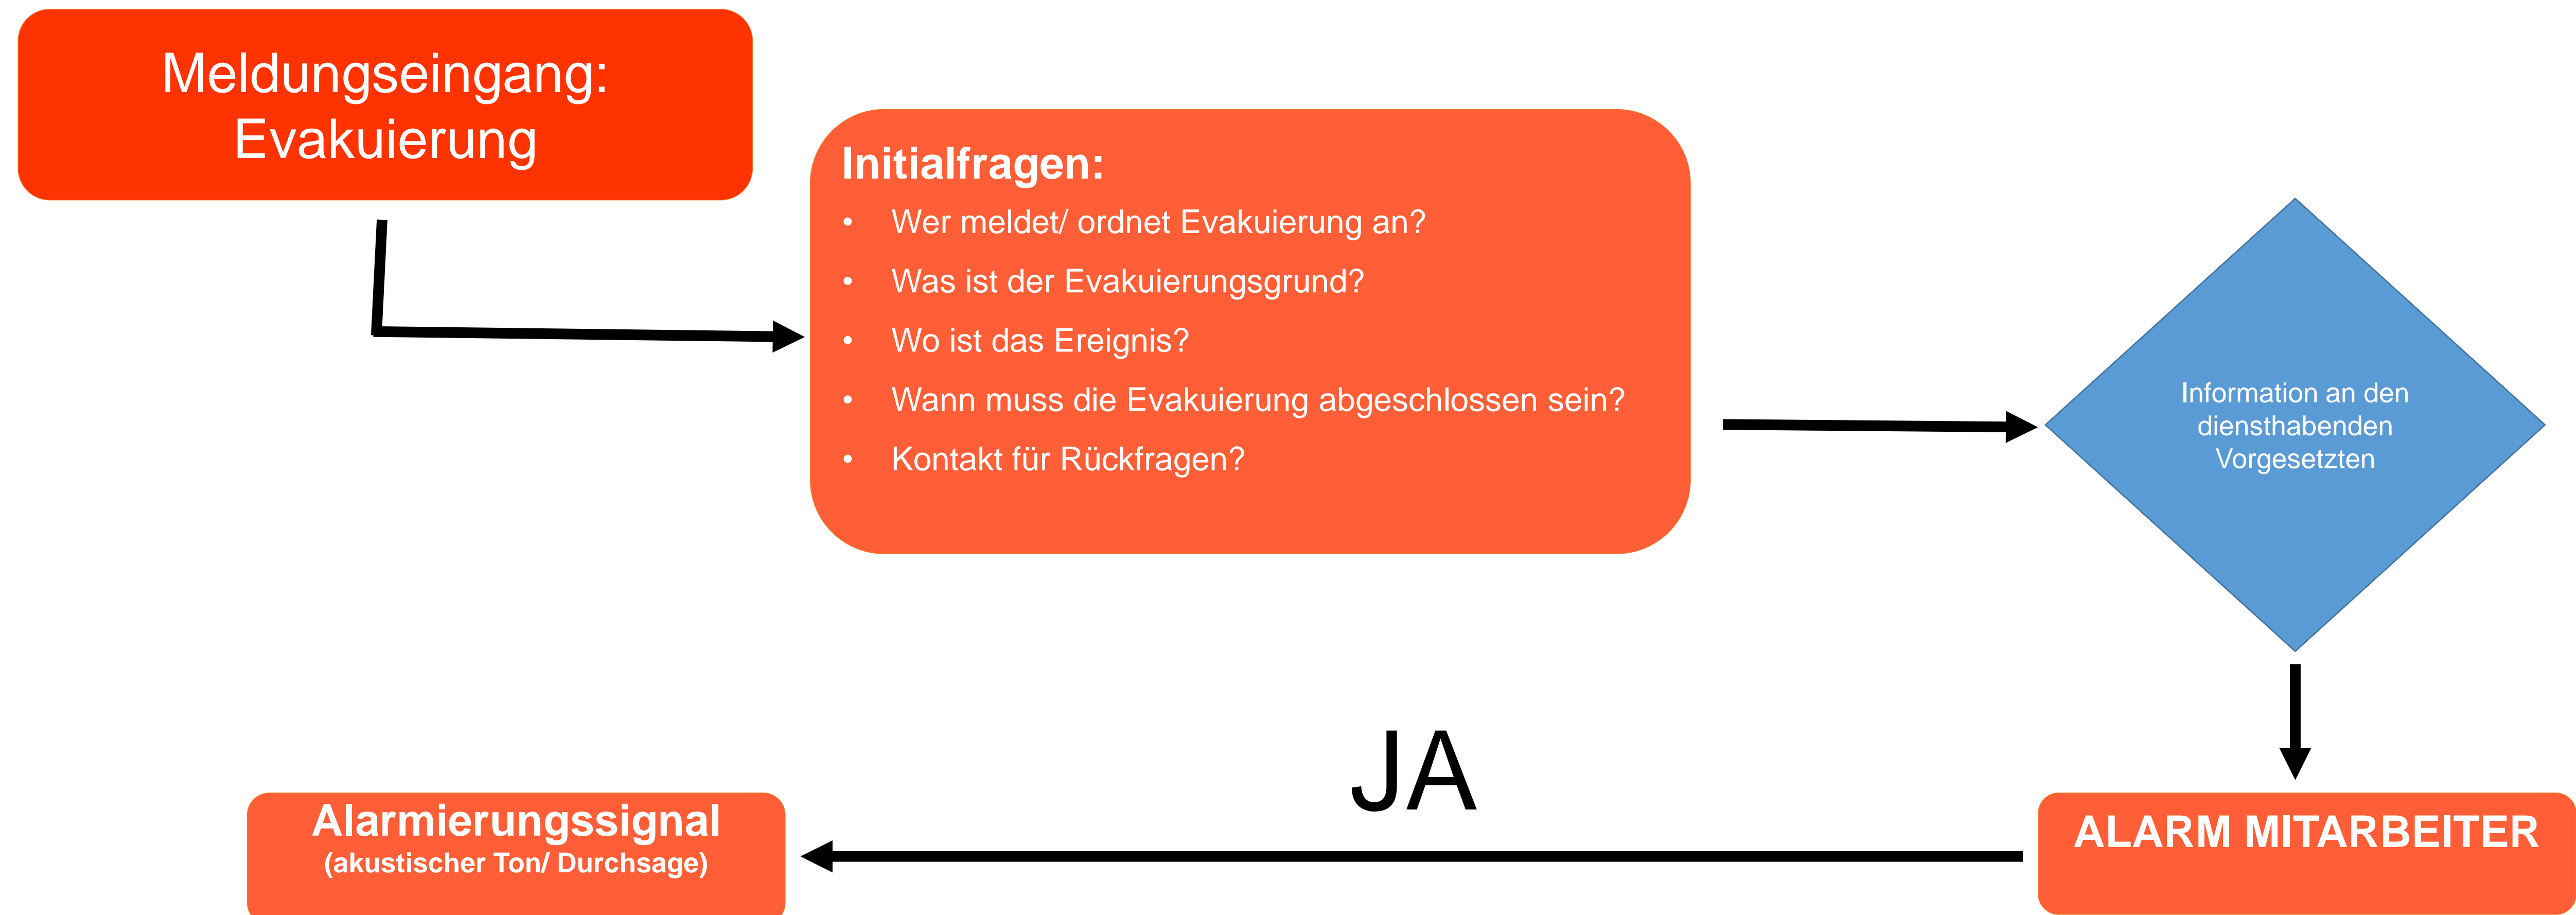 Meldungseingang:
Evakuierung
Initialfragen:
• Wer meldet/ ordnet Evakuierung an?
• Was ist der Evakuierungsgrund?
• Wo ist das Ereignis?
• Wann muss die Evakuierung abgeschlossen sein?
• Kontakt für Rückfragen?
Information an den
diensthabenden
Vorgesetzten
JA
Alarmierungssignal
(akustischer Ton/ Durchsage)
ALARM MITARBEITER